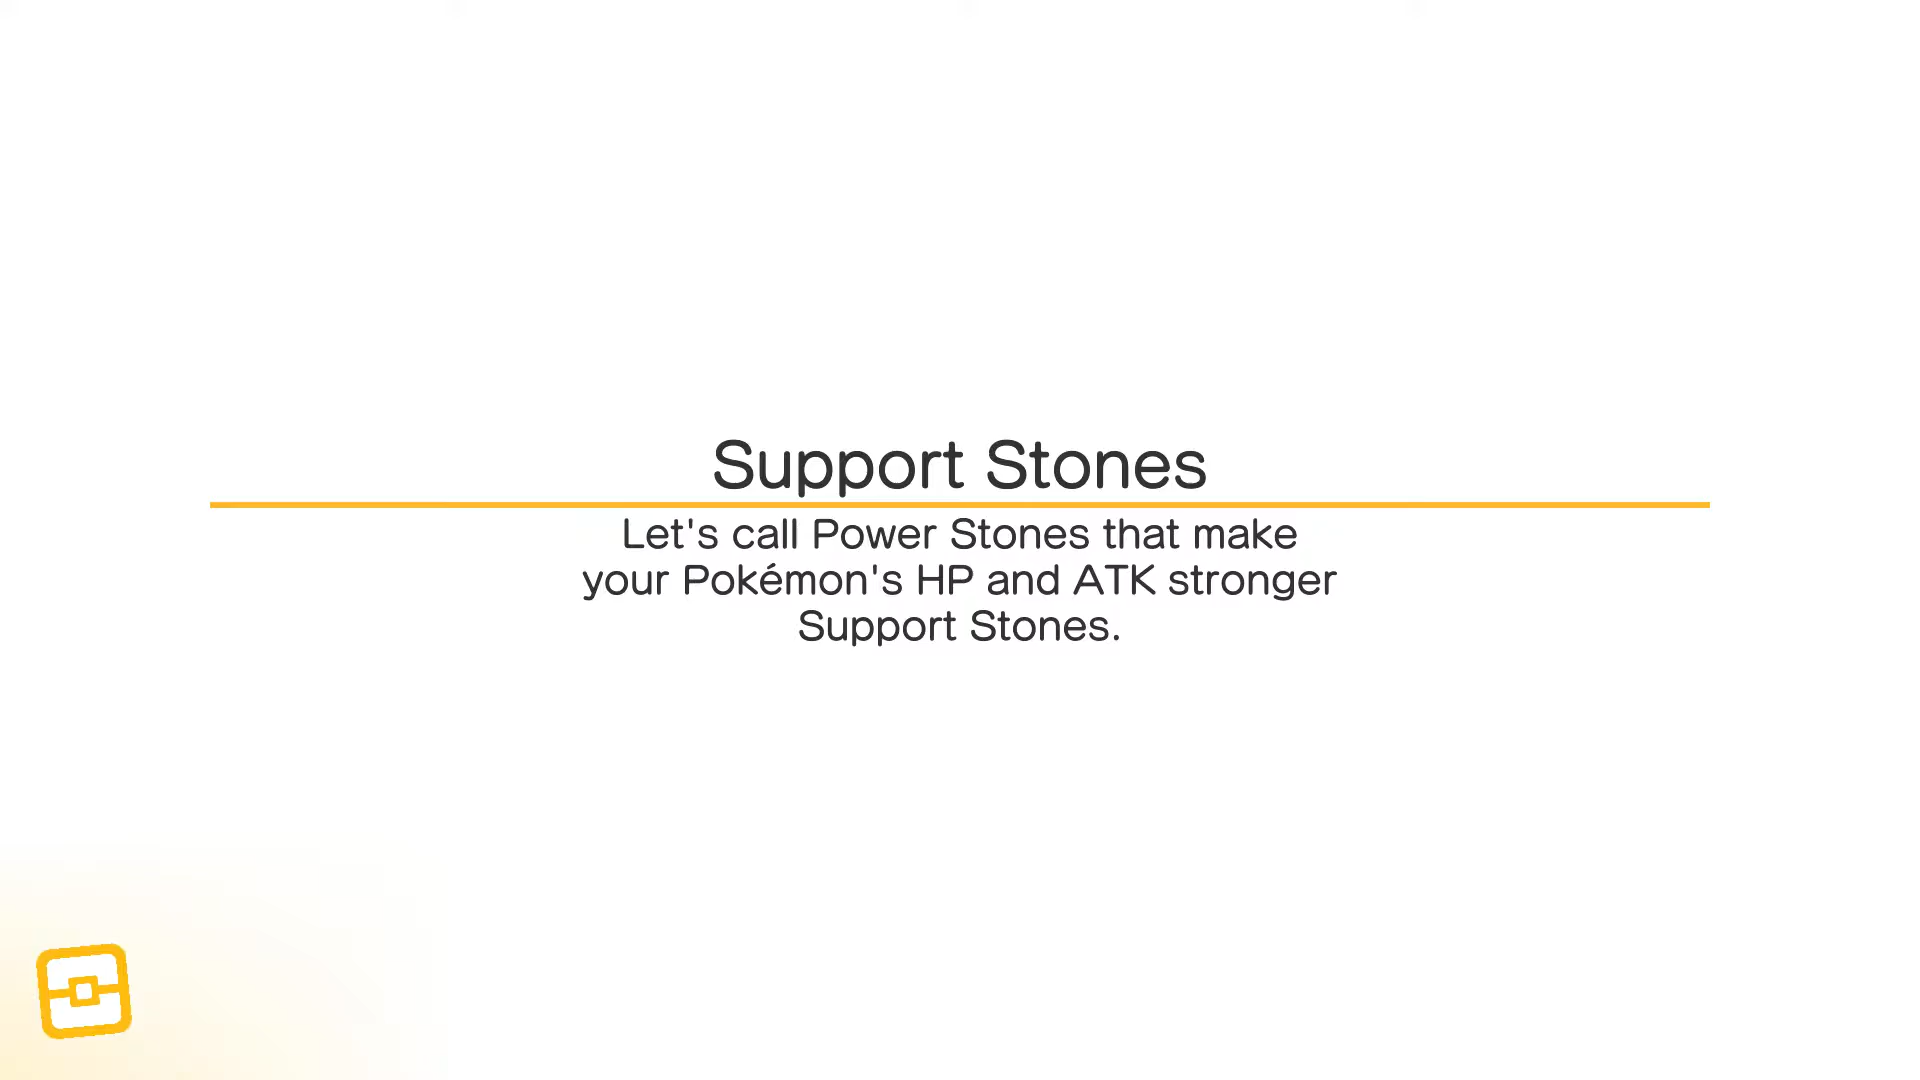 Support Stones
Let's call Power Stones that make
your Pokémon's HP and ATK stronger
Support Stones.